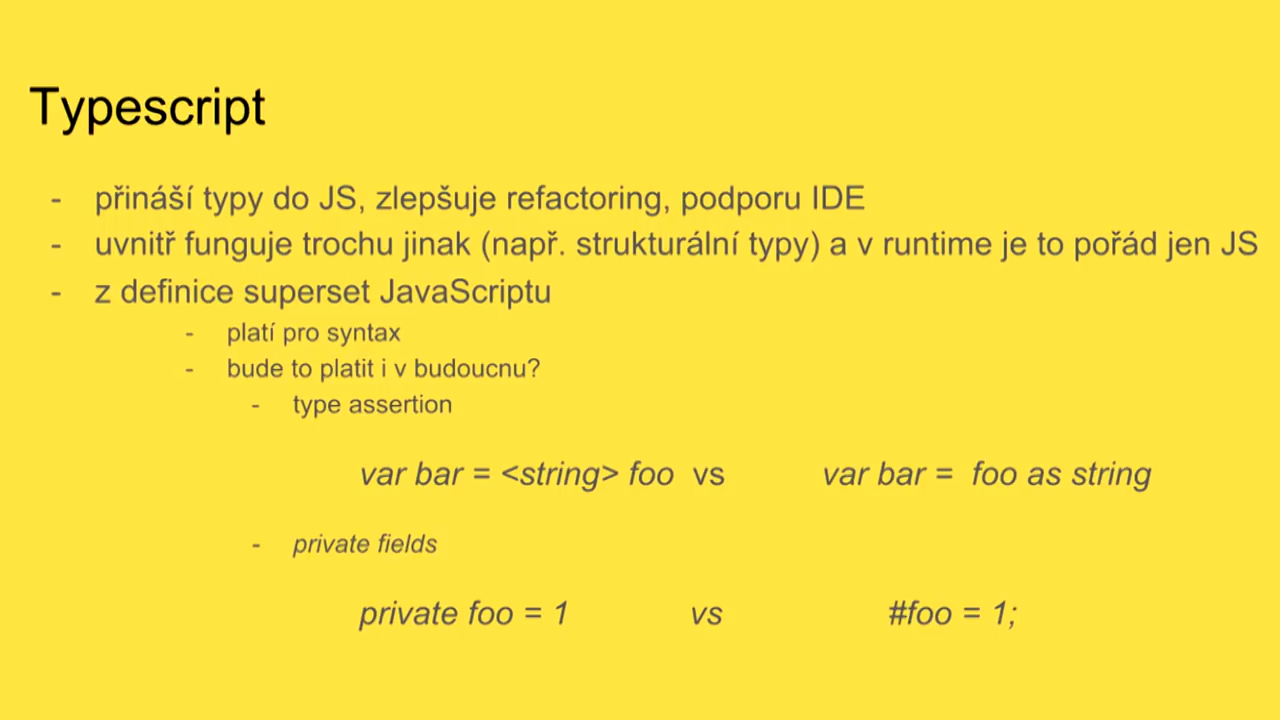 Typescript
- přináší typy do JS, zlepšuje refactoring, podporu IDE
- uvnitř funguje trochu jinak (např. strukturální typy) a v runtime je to pořád jen JS
- z definice superset JavaScriptu
- platí pro syntax
- bude to platit i v budoucnu?
- type assertion
var bar = <string> foo vs var bar = foo as string
- private fields
private foo = 1 vs #foo = 1;